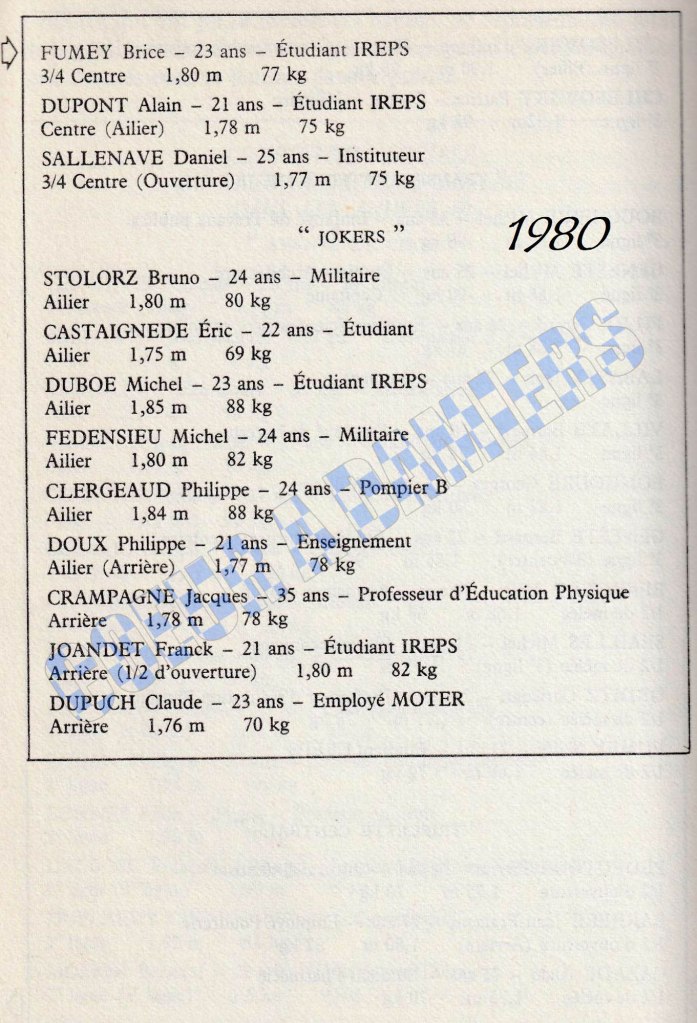 FUMEY Brice – 23 ans – Étudiant IREPS
3/4 Centre 1,80 m 77 kg
DUPONT Alain – 21 ans – Étudiant IREPS
Centre (Ailier) 1,78 m 75 kg
SALLENAVE Daniel – 25 ans – Instituteur
3/4 Centre (Ouverture) 1,77 m 75 kg
“ JOKERS ”
1980
STOLORZ Bruno – 24 ans – Militaire
Ailier 1,80 m 80 kg
CASTAIGNEDE Éric – 22 ans – Étudiant
Ailier 1,75 m 69 kg
DUBOE Michel – 23 ans – Étudiant IREPS
Ailier 1,85 m 88 kg
FEDENSIEU Michel – 24 ans – Militaire
Ailier 1,80 m 82 kg
CLERGEAUD Philippe – 24 ans – Pompier B
Ailier 1,84 m 88 kg
DOUX Philippe – 21 ans – Enseignement
Ailier (Arrière) 1,77 m 78 kg
CRAMPAGNE Jacques – 35 ans – Professeur d'Éducation Physique
Arrière 1,78 m 78 kg
JOANDET Franck – 21 ans – Étudiant IREPS
Arrière (1/2 d'ouverture) 1,80 m 82 kg
DUPUCH Claude – 23 ans – Employé MOTER
Arrière 1,76 m 70 kg
COEUR A DAMIERS